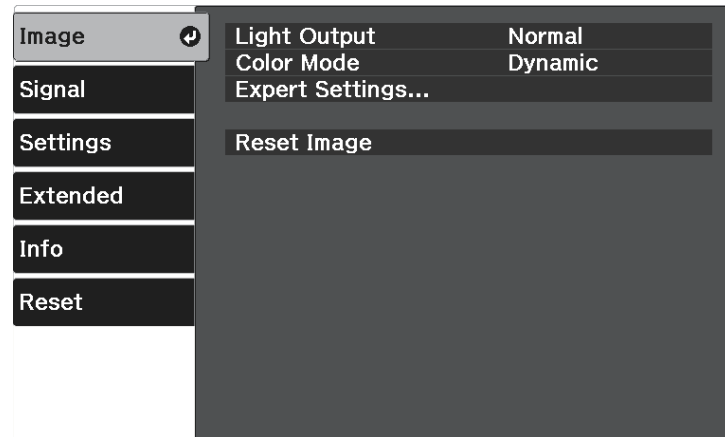 Image
Signal
Settings
Extended
Info
Reset
Light Output Normal
Color Mode Dynamic
Expert Settings...
Reset Image